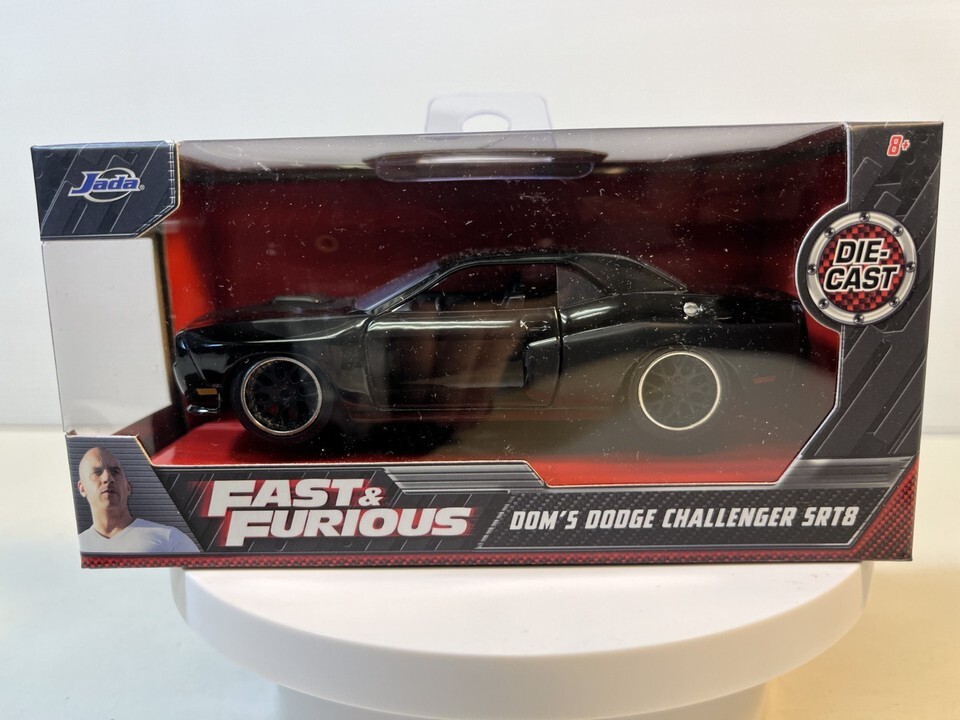 Jada
8+
DIE-
CAST
FAST &
FURIOUS
DOM'S DODGE CHALLENGER SRT8